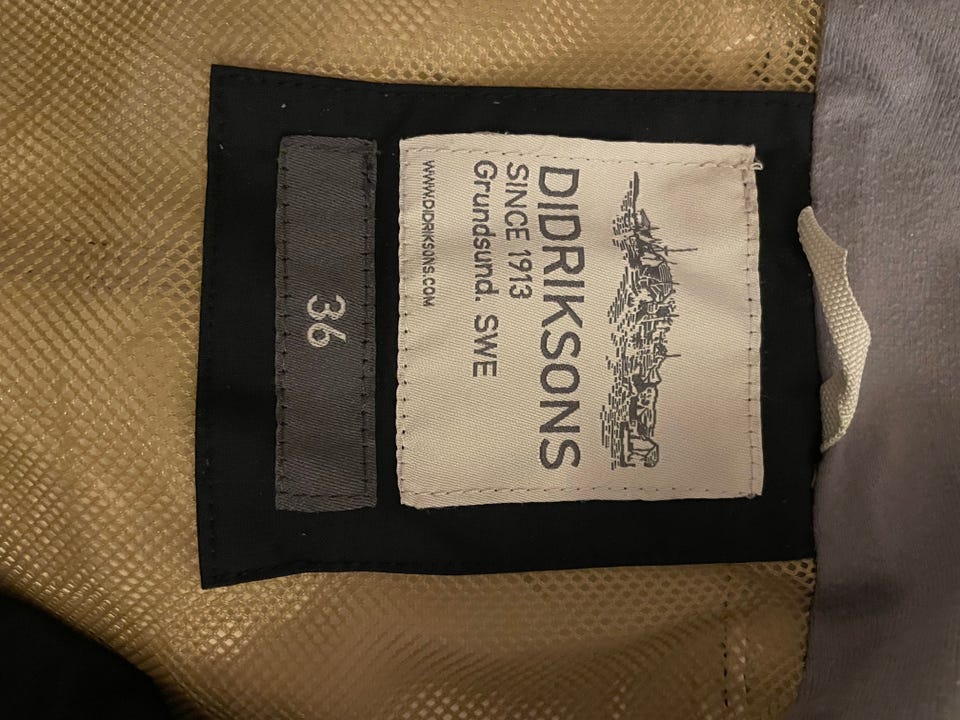 DIDRIKSONS
SINCE 1913
Grundsund. SWE
WWW.DIDRIKSONS.COM
36